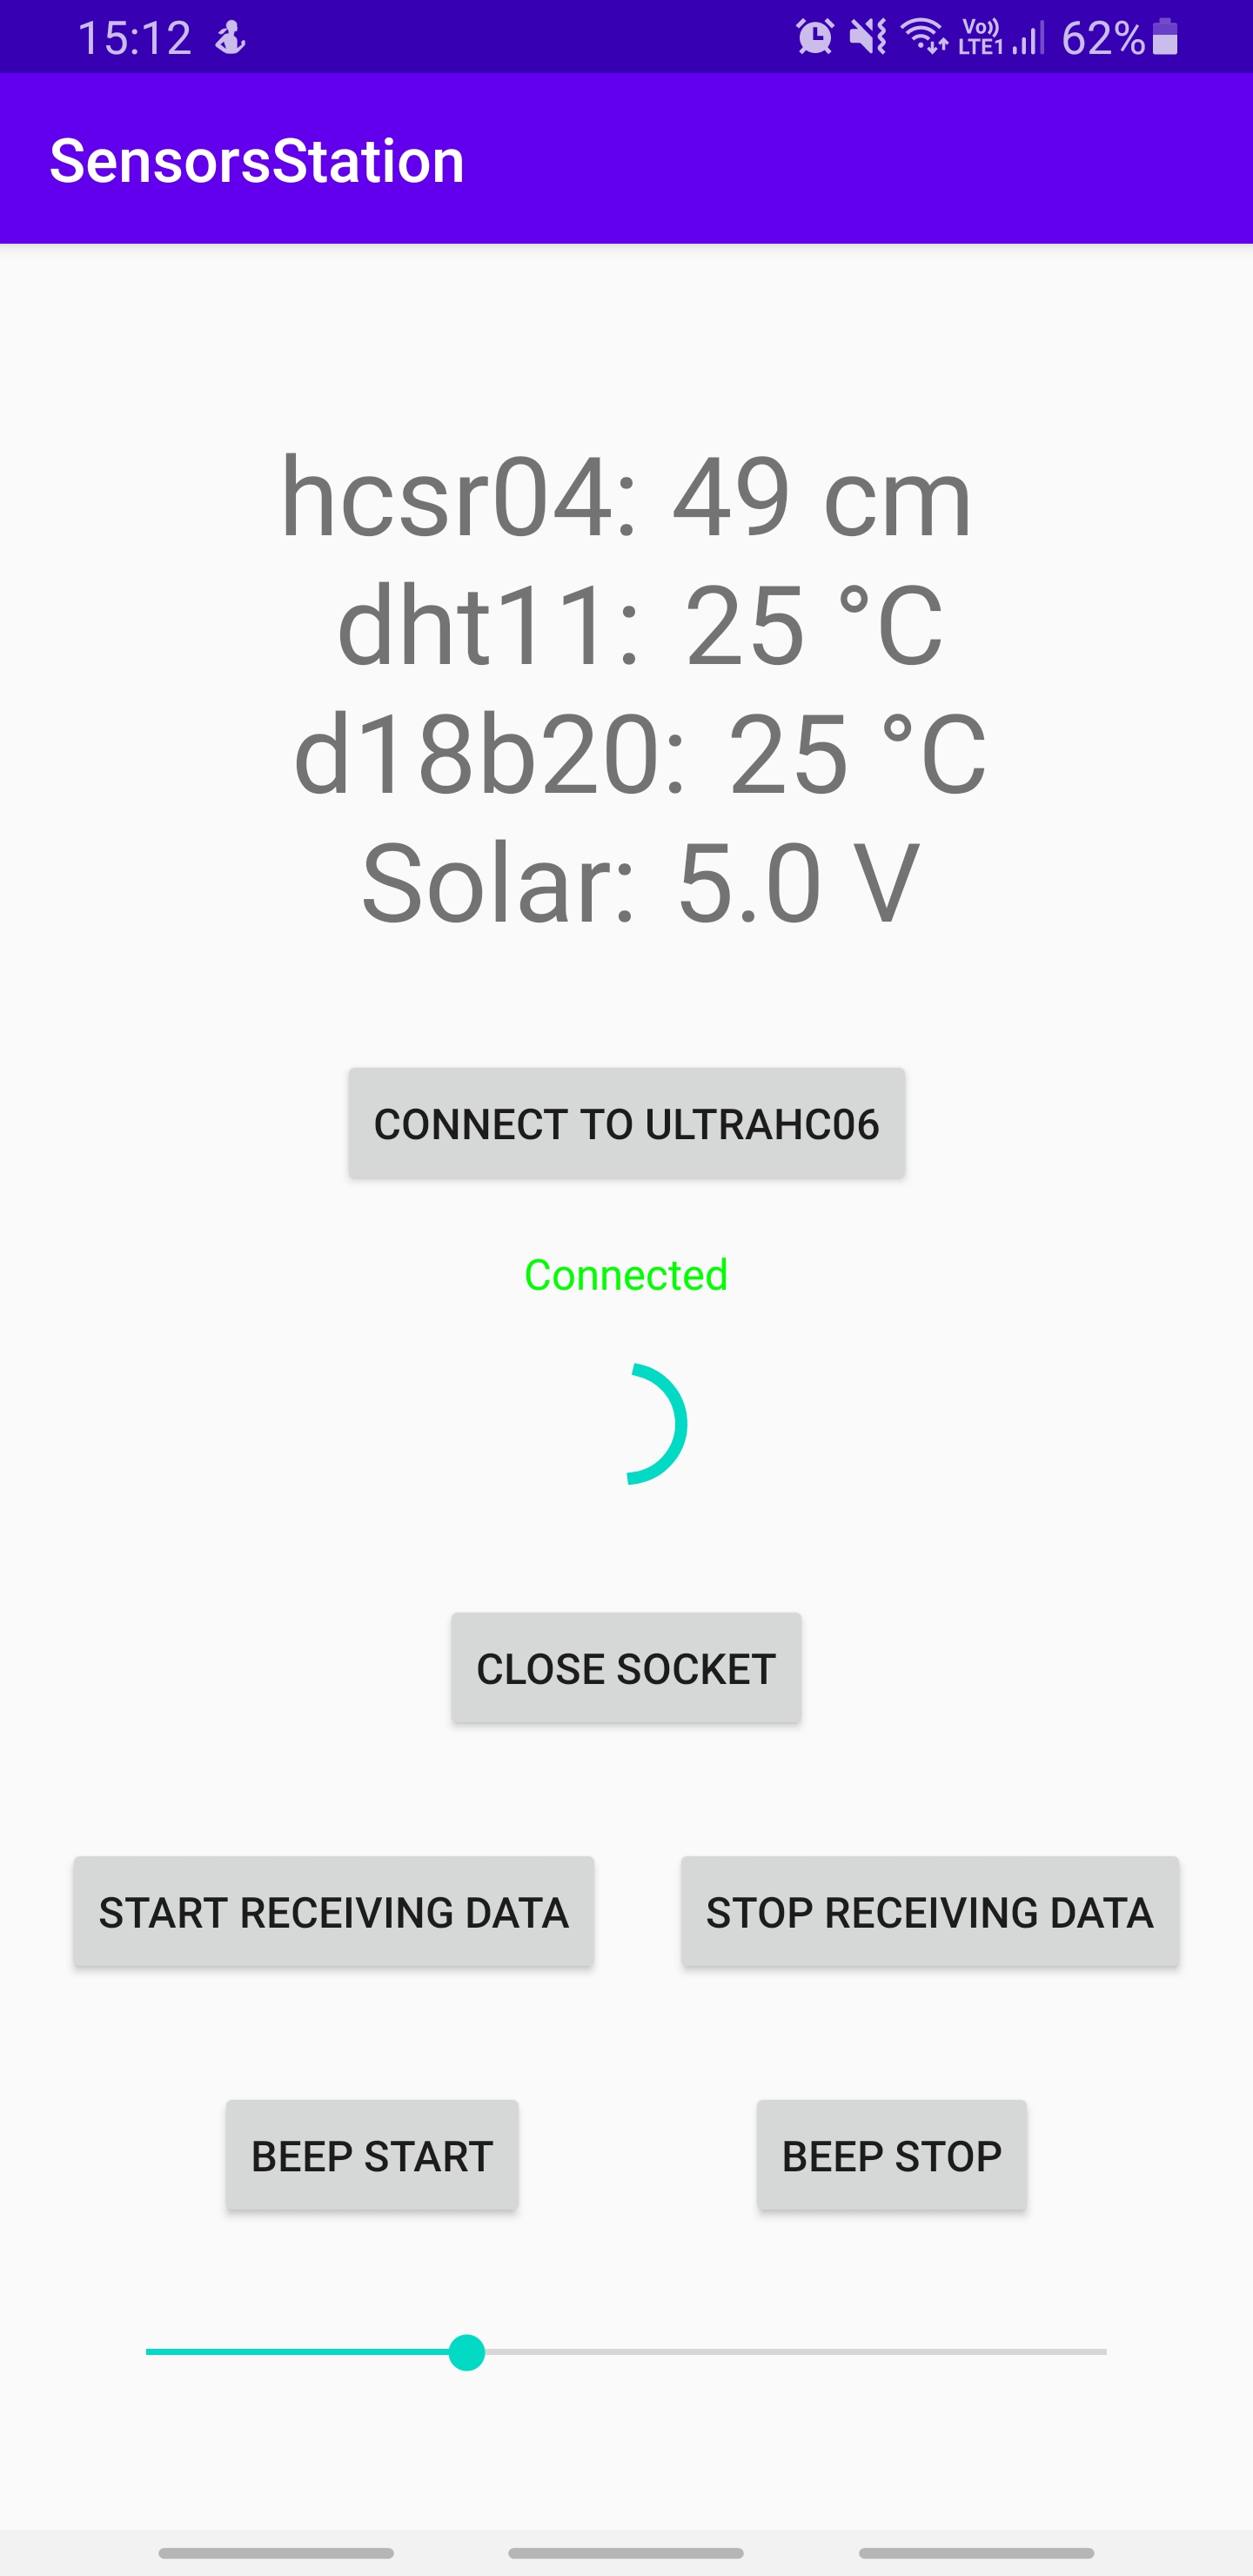 15:12 Vo)) LTE1 62%
SensorsStation
hcsr04: 49 cm
dht11: 25 °C
d18b20: 25 °C
Solar: 5.0 V
CONNECT TO ULTRAHC06
Connected
CLOSE SOCKET
START RECEIVING DATA STOP RECEIVING DATA
BEEP START BEEP STOP